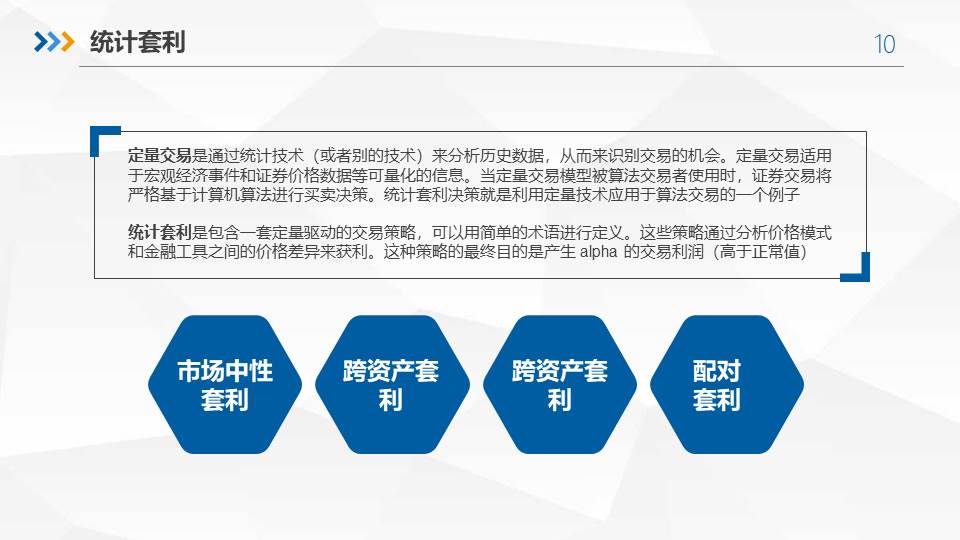 统计套利
10
定量交易是通过统计技术（或者别的技术）来分析历史数据，从而来识别交易的机会。定量交易适用
于宏观经济事件和证券价格数据等可量化的信息。当定量交易模型被算法交易者使用时，证券交易将
严格基于计算机算法进行买卖决策。统计套利决策就是利用定量技术应用于算法交易的一个例子
统计套利是包含一套定量驱动的交易策略，可以用简单的术语进行定义。这些策略通过分析价格模式
和金融工具之间的价格差异来获利。这种策略的最终目的是产生 alpha 的交易利润（高于正常值）
市场中性
套利
跨资产套
利
跨资产套
利
配对
套利